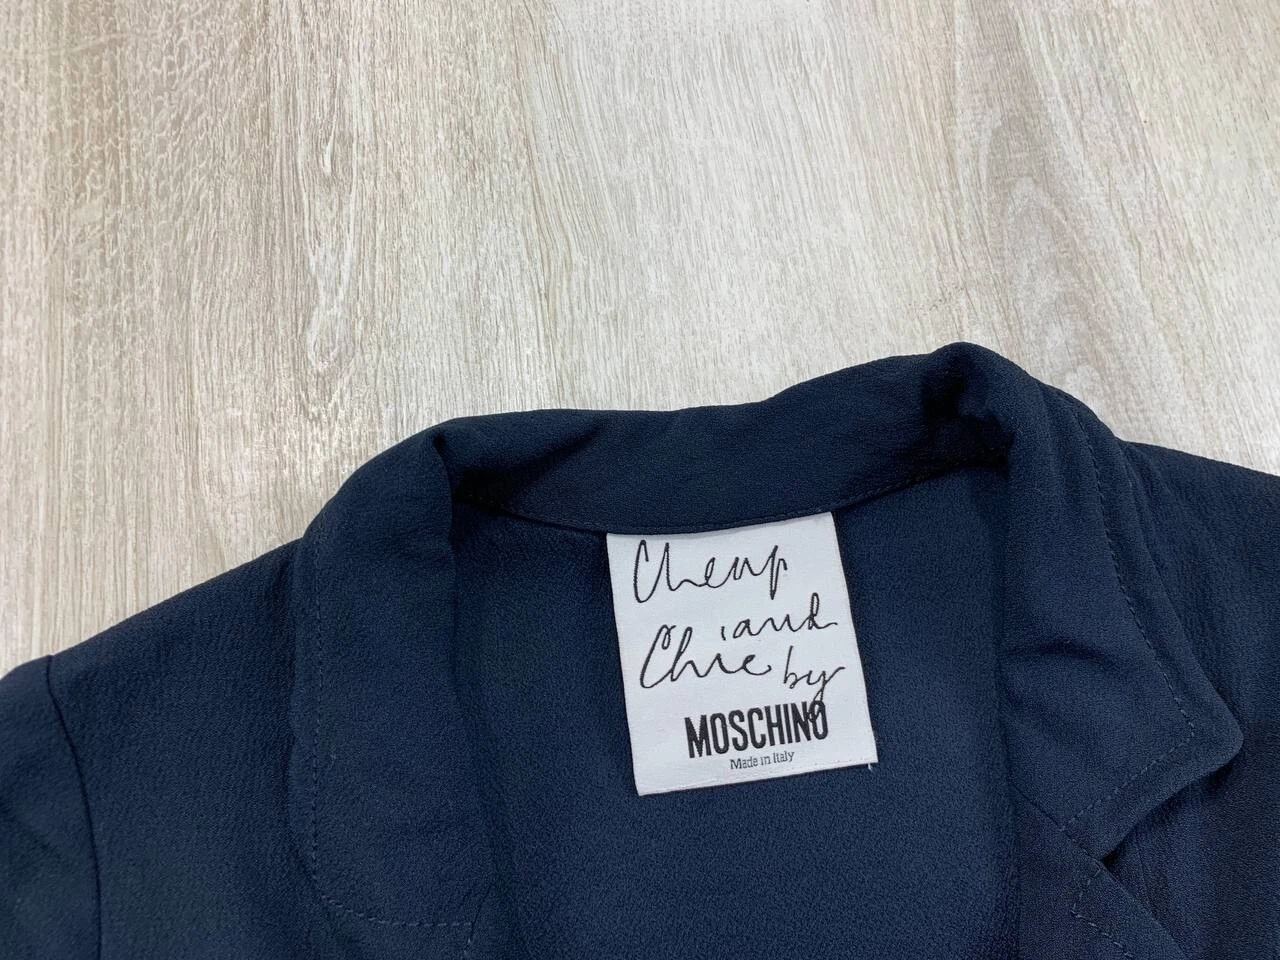 Cheap
and
Chic by
MOSCHINO
Made in Italy